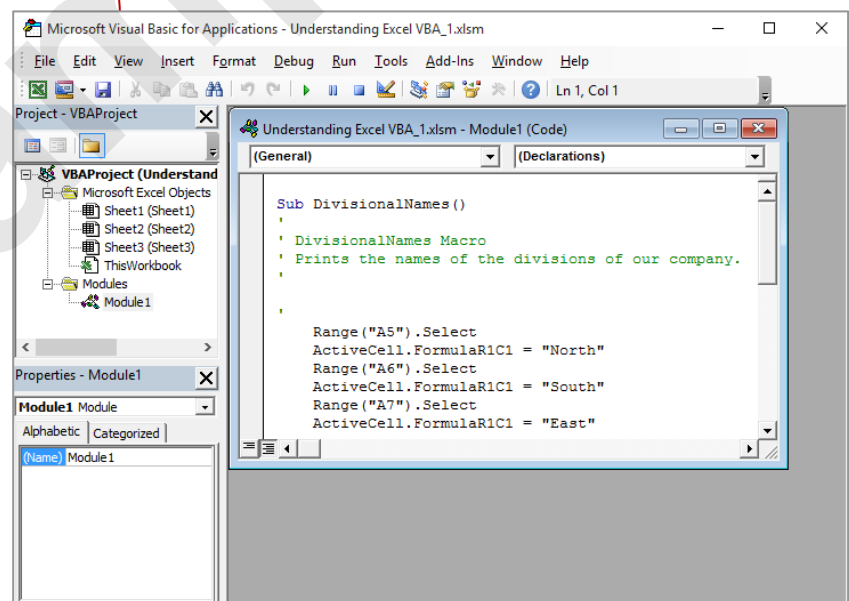 Microsoft Visual Basic for Applications - Understanding Excel VBA_1.xlsm
File Edit View Insert Format Debug Run Tools Add-Ins Window Help
Ln 1, Col 1
Project - VBAProject
VBAProject (Understand
Microsoft Excel Objects
Sheet1 (Sheet1)
Sheet2 (Sheet2)
Sheet3 (Sheet3)
ThisWorkbook
Modules
Module1
Properties - Module1
Module1 Module
Alphabetic Categorized
(Name) Module1
Understanding Excel VBA_1.xlsm - Module1 (Code)
(General) (Declarations)
Sub DivisionalNames()
'
' DivisionalNames Macro
' Prints the names of the divisions of our company.
'
'
Range("A5").Select
ActiveCell.FormulaR1C1 = "North"
Range("A6").Select
ActiveCell.FormulaR1C1 = "South"
Range("A7").Select
ActiveCell.FormulaR1C1 = "East"